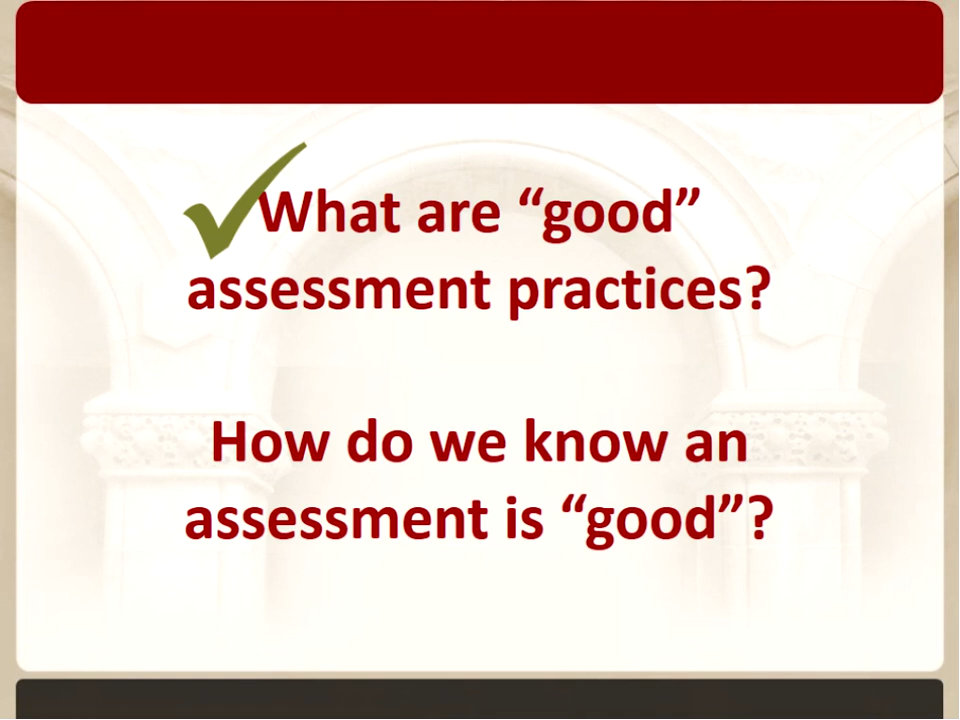 What are “good”
assessment practices?
How do we know an
assessment is “good”?